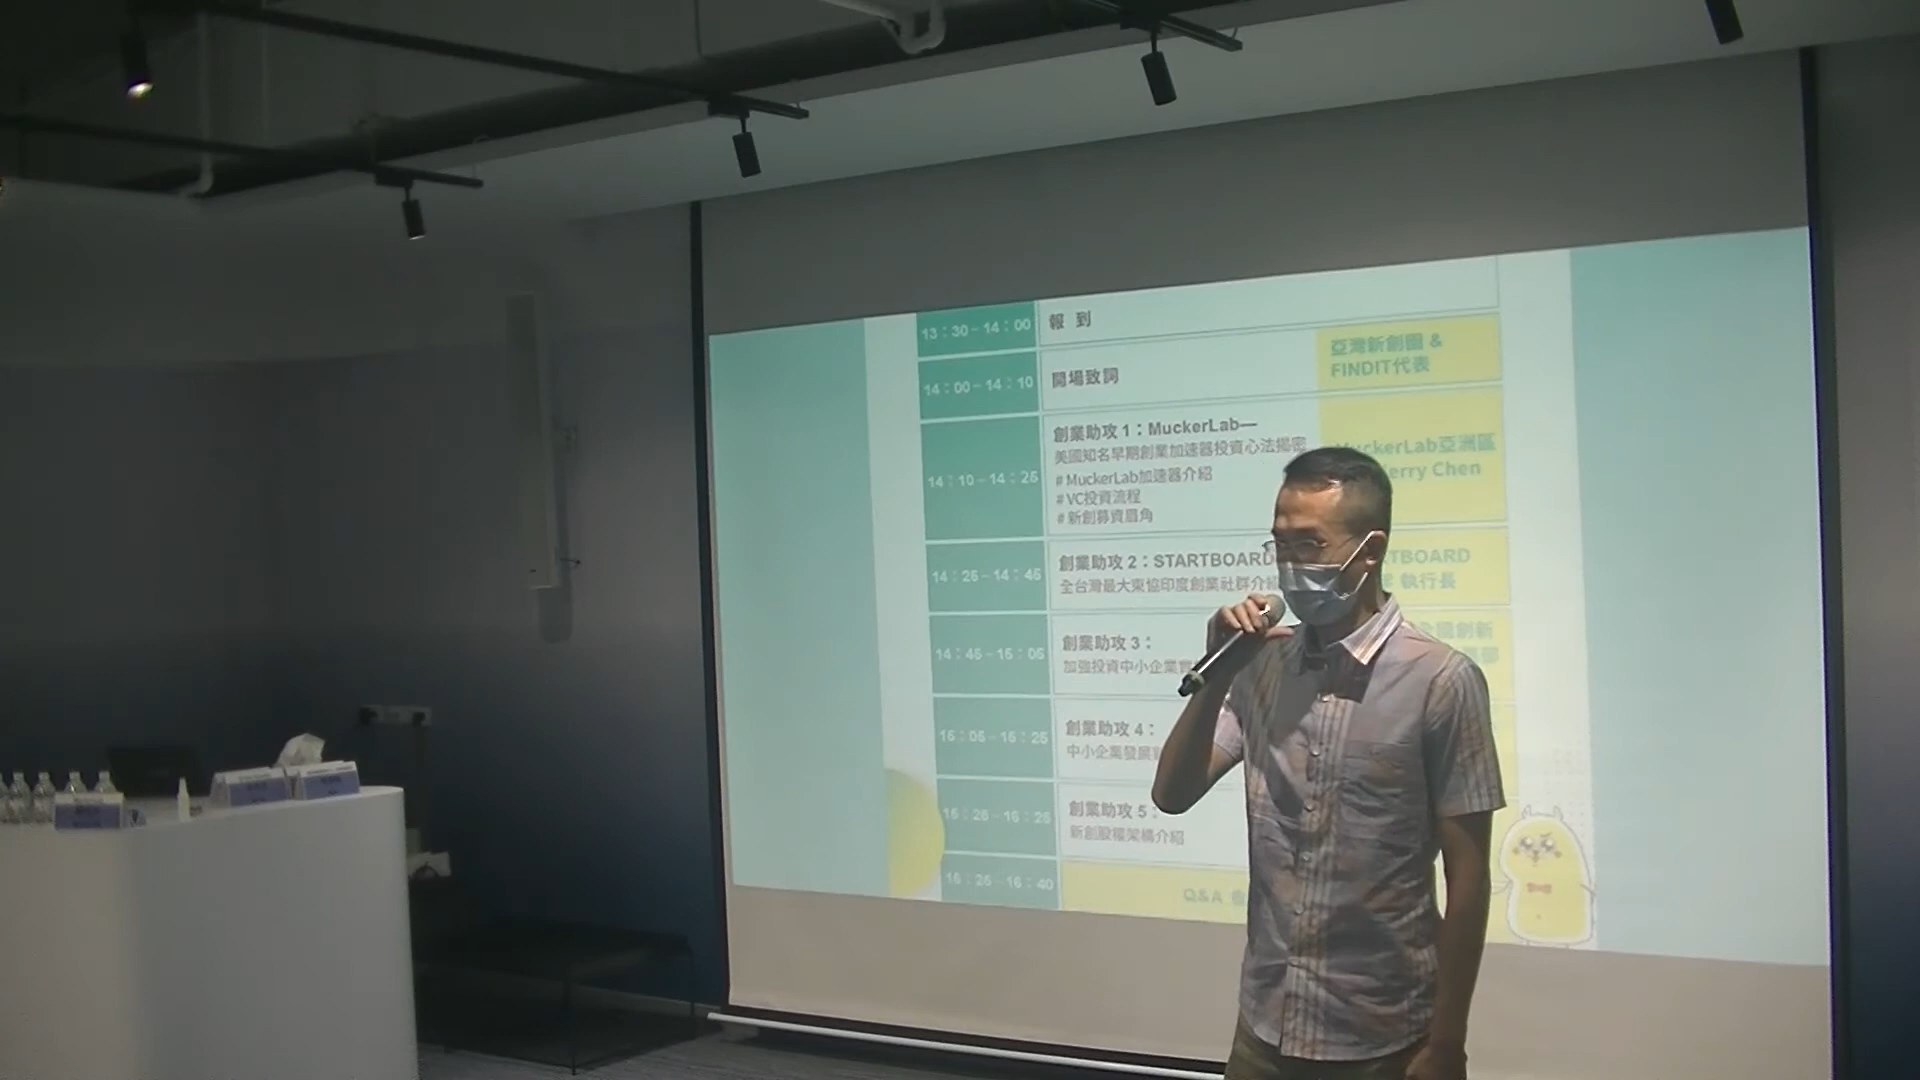 13：30－14：00
報 到
14：00－14：10
開場致詞
亞灣新創園 &
FINDIT代表
14：10－14：25
創業助攻 1：MuckerLab—
美國知名早期創業加速器投資心法揭密
# MuckerLab加速器介紹
# VC投資流程
# 新創募資眉角
MuckerLab亞洲區
Jerry Chen
14：25－14：45
創業助攻 2：STARTBOARD
全台灣最大東協印度創業社群介紹
TBOARD
執行長
14：45－15：05
創業助攻 3：
加強投資中小企業實
全國創新
15：05－15：25
創業助攻 4：
中小企業發展
創業助攻 5：
新創股權架構介紹
16：25－16：40
Q&A